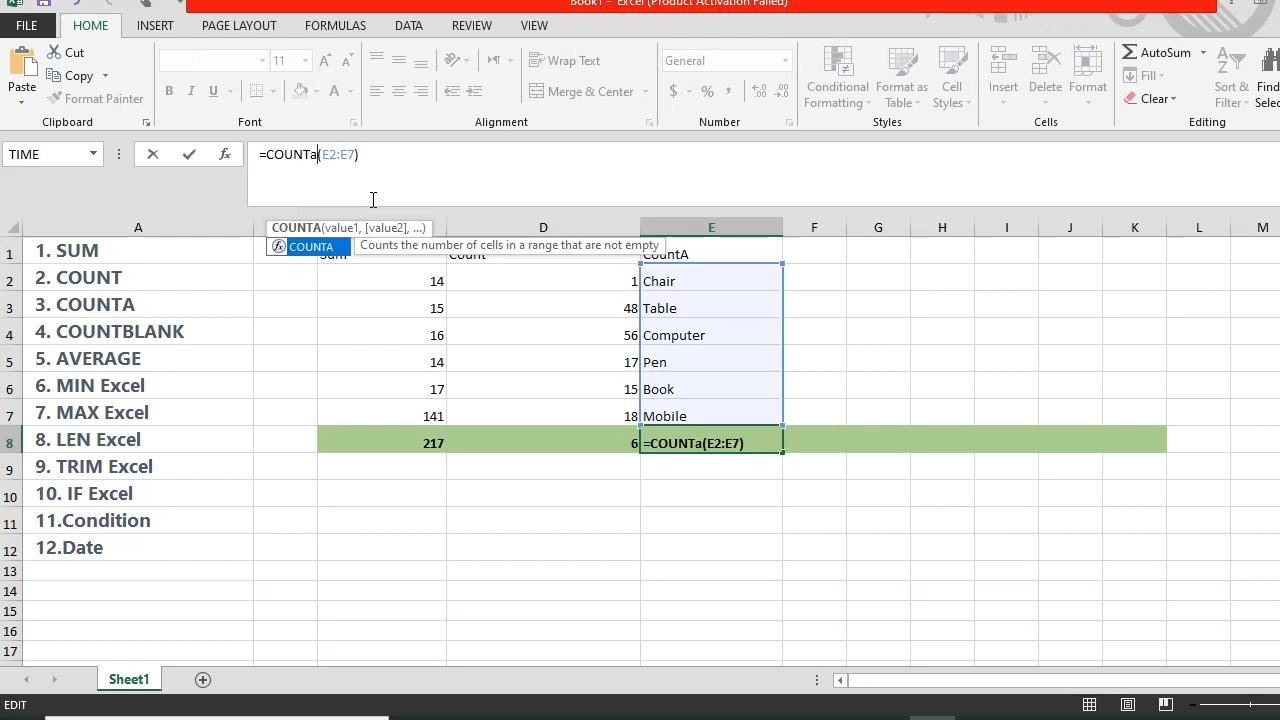 Book1 - Excel (Product Activation Failed)
FILE HOME INSERT PAGE LAYOUT FORMULAS DATA REVIEW VIEW
Paste
Cut
Copy
Format Painter
Clipboard
11 A A
B I U A
Font
Wrap Text
Merge & Center
Alignment
General
$ % ,
Number
Conditional Formatting
Format as Table
Cell Styles
Styles
Insert Delete Format
Cells
AutoSum
Fill
Clear
Sort & Filter
Editing
TIME fx =COUNTa(E2:E7)
COUNTA(value1, [value2], ...)
COUNTA Counts the number of cells in a range that are not empty
A D E F G H I J K L M
1 1. SUM Sum Count CountA
2 2. COUNT 14 1 Chair
3 3. COUNTA 15 48 Table
4 4. COUNTBLANK 16 56 Computer
5 5. AVERAGE 14 17 Pen
6 6. MIN Excel 17 15 Book
7 7. MAX Excel 141 18 Mobile
8 8. LEN Excel 217 6 =COUNTa(E2:E7)
9 9. TRIM Excel
10 10. IF Excel
11 11.Condition
12 12.Date
13
14
15
16
17
Sheet1
EDIT